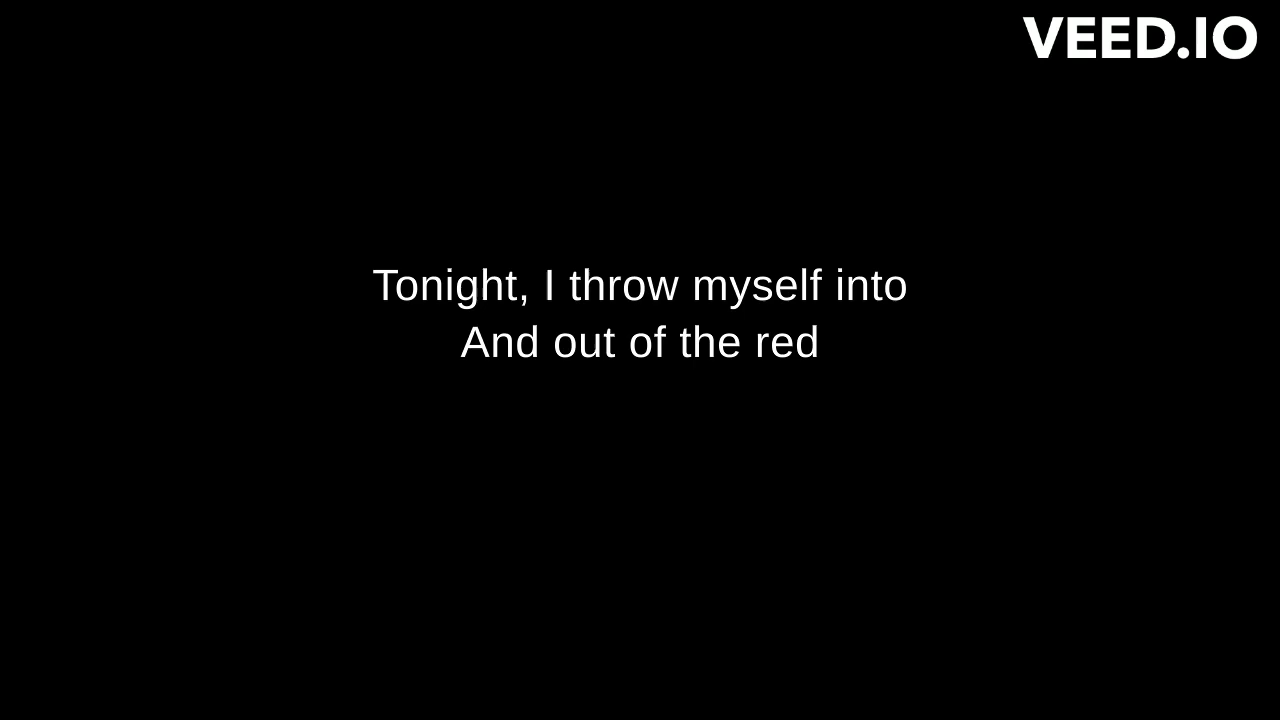 VEED.IO
Tonight, I throw myself into
And out of the red